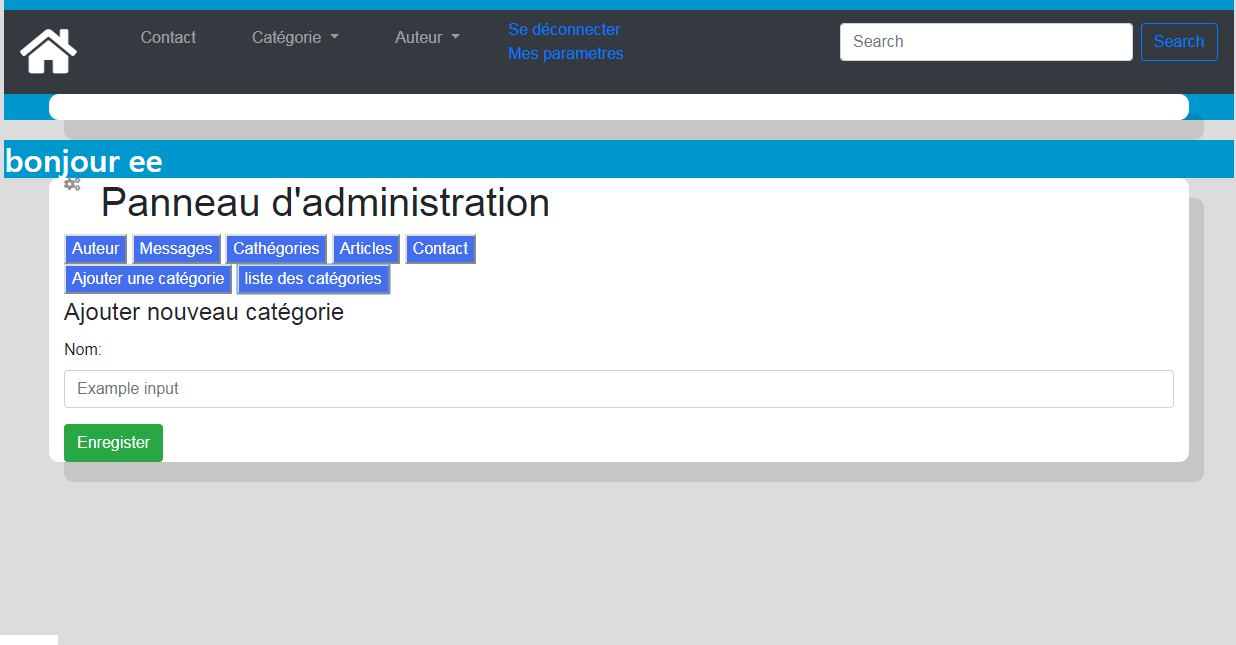 Contact Catégorie Auteur Se déconnecter Search Search
Mes parametres
bonjour ee
Panneau d'administration
Auteur Messages Cathégories Articles Contact
Ajouter une catégorie liste des catégories
Ajouter nouveau catégorie
Nom:
Example input
Enregister